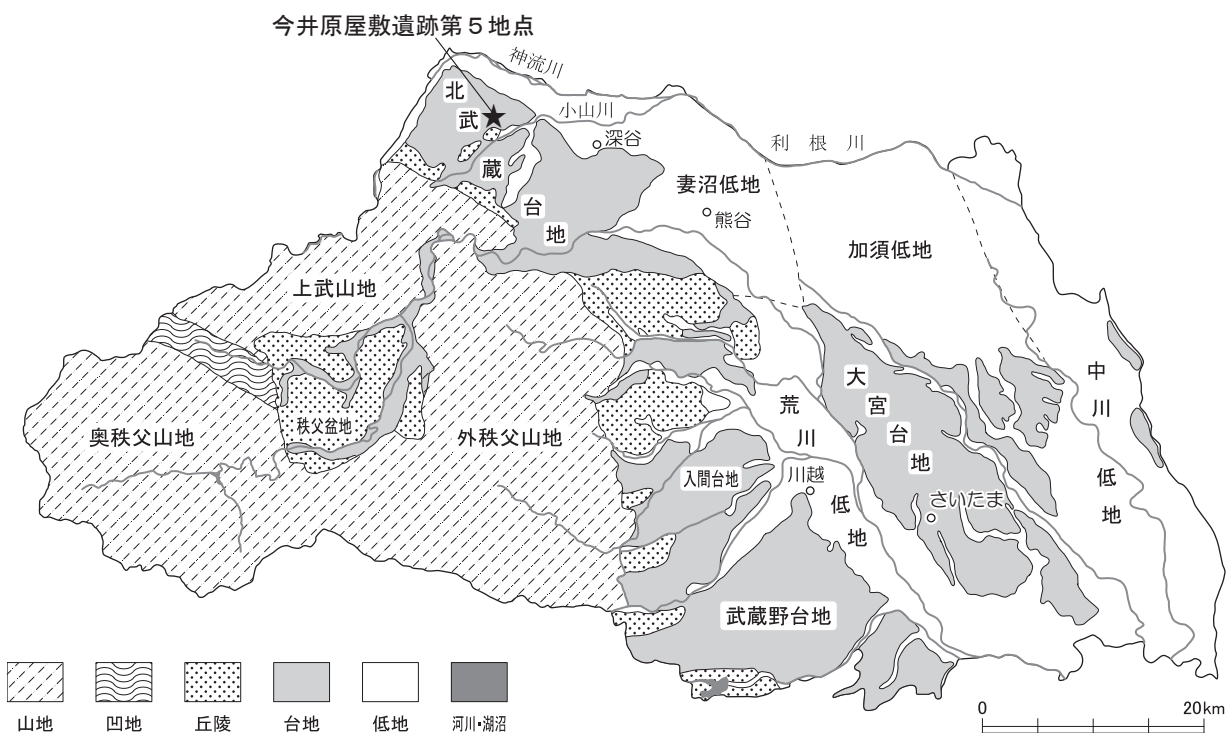 今井原屋敷遺跡第5地点
神流川
北武蔵台地
小山川
深谷
利根川
妻沼低地
熊谷
加須低地
上武山地
中川低地
大宮台地
荒川低地
奥秩父山地
秩父盆地
外秩父山地
入間台地
川越
さいたま
武蔵野台地
山地
凹地
丘陵
台地
低地
河川・湖沼
0 20km